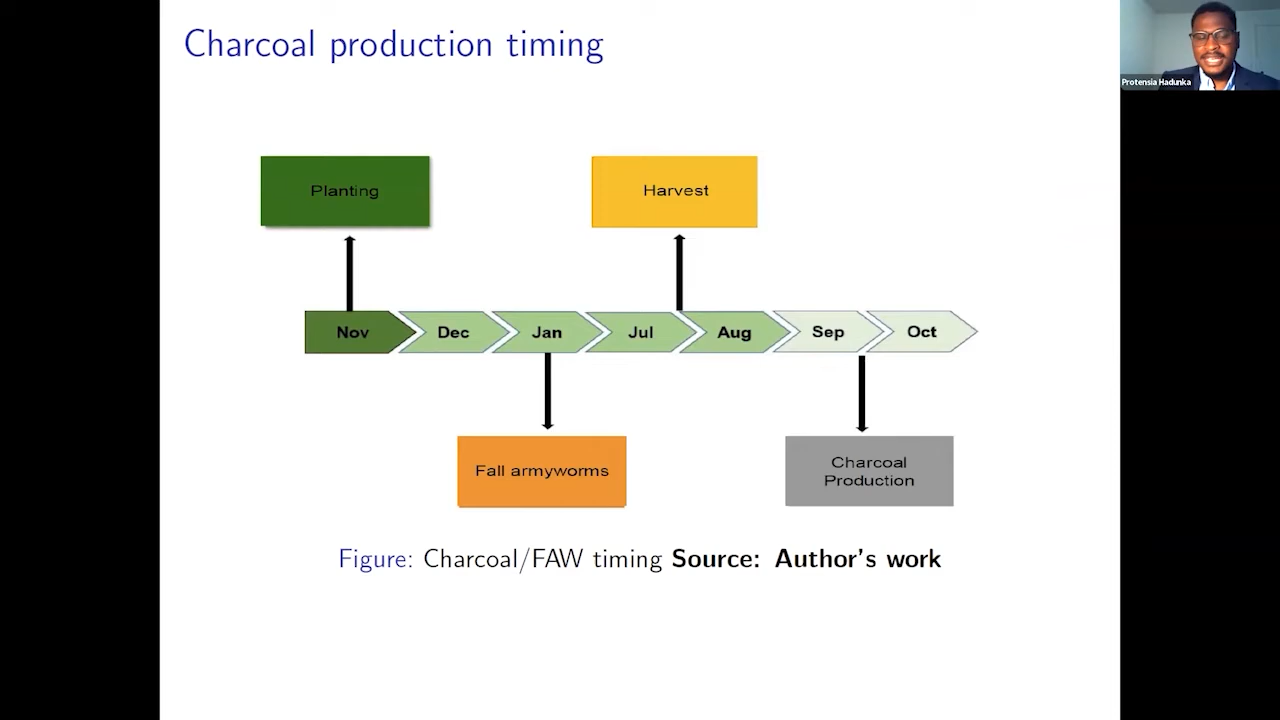 Charcoal production timing
Protensia Hadunka
Planting
Harvest
Nov Dec Jan Jul Aug Sep Oct
Fall armyworms
Charcoal
Production
Figure: Charcoal/FAW timing Source: Author's work